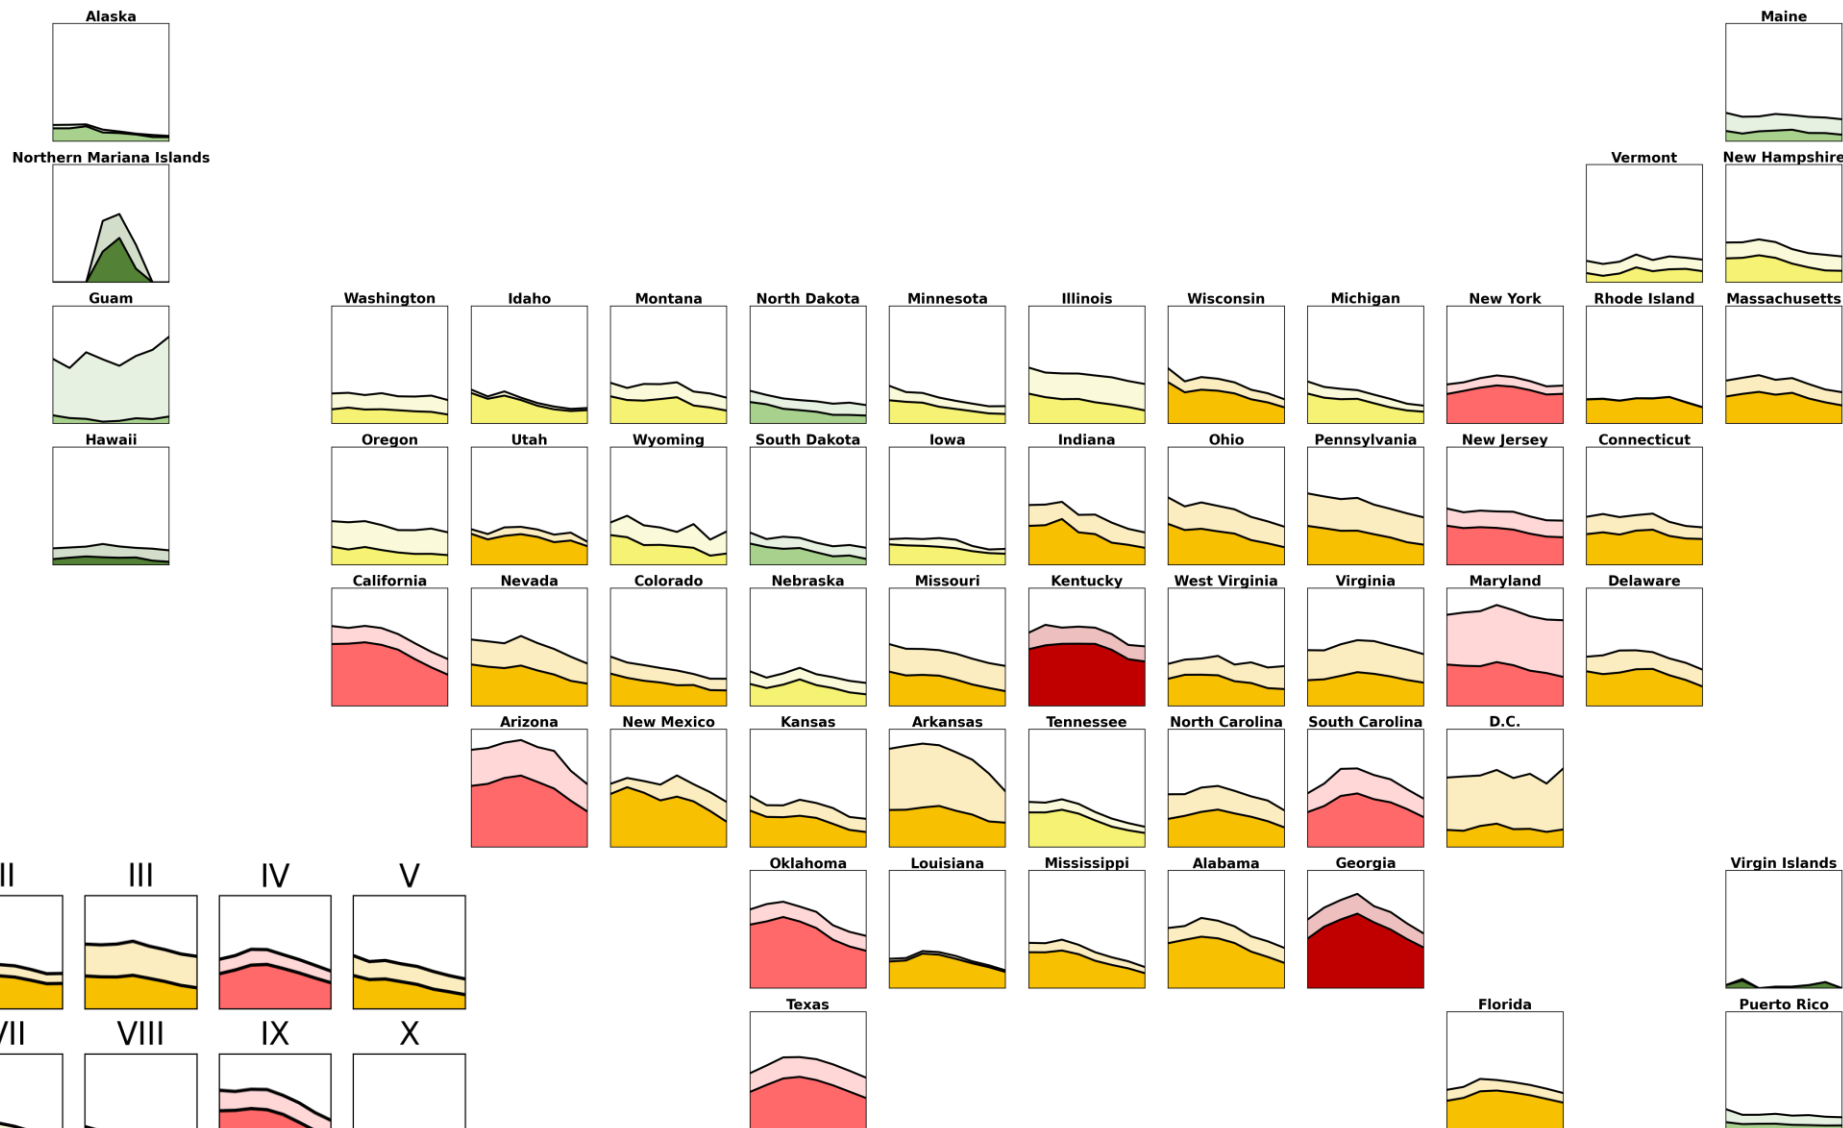 Alaska
Maine
Northern Mariana Islands
Vermont
New Hampshire
Guam
Washington
Idaho
Montana
North Dakota
Minnesota
Illinois
Wisconsin
Michigan
New York
Rhode Island
Massachusetts
Hawaii
Oregon
Utah
Wyoming
South Dakota
Iowa
Indiana
Ohio
Pennsylvania
New Jersey
Connecticut
California
Nevada
Colorado
Nebraska
Missouri
Kentucky
West Virginia
Virginia
Maryland
Delaware
Arizona
New Mexico
Kansas
Arkansas
Tennessee
North Carolina
South Carolina
D.C.
Oklahoma
Louisiana
Mississippi
Alabama
Georgia
Virgin Islands
II
III
IV
V
Texas
Florida
Puerto Rico
VII
VIII
IX
X